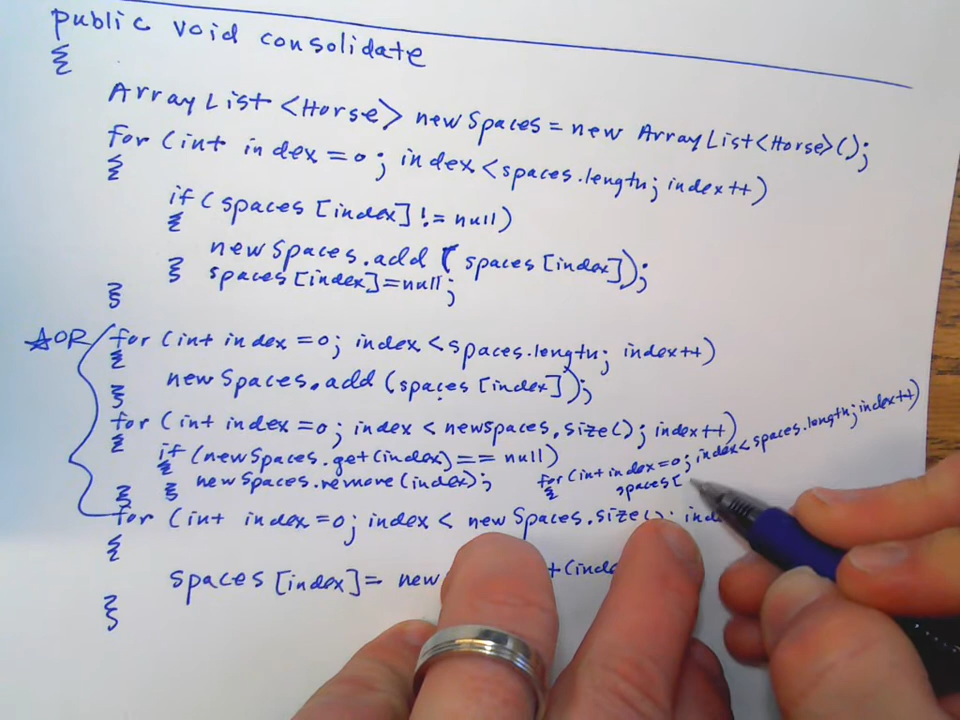 public void consolidate
{
ArrayList <Horse> newSpaces = new ArrayList<Horse>();
for (int index = 0; index < spaces.length; index++)
{
if (spaces [index] != null)
{
newSpaces.add (spaces [index]);
} spaces [index] = null;
}
OR for (int index = 0; index < spaces.length; index++)
{
newSpaces.add (spaces [index]);
}
for (int index = 0; index < newspaces.size(); index++)
{ if (newSpaces.get(index) == null)
{ newSpaces.remove (index);
} }
for (int index = 0; index < spaces.length; index++)
{ spaces [
for (int index = 0; index < newSpaces.size();
{
spaces [index] = new
}